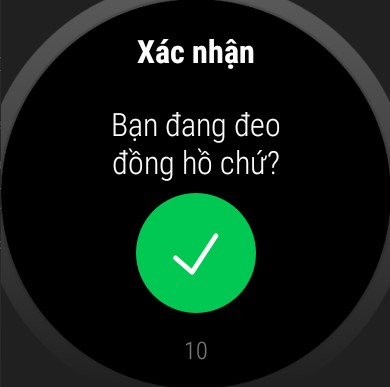 Xác nhận
Bạn đang đeo
đồng hồ chứ?
10